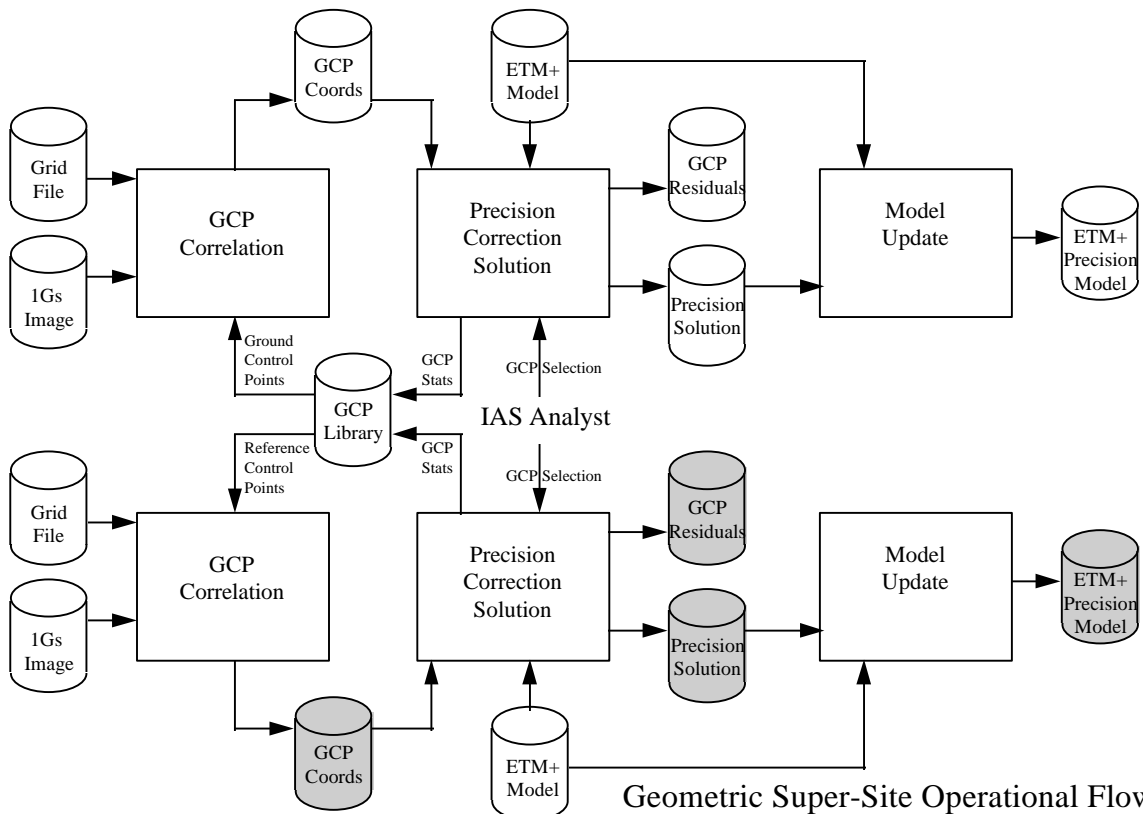 GCP
Coords
ETM+
Model
Grid
File
GCP
Correlation
1Gs
Image
Precision
Correction
Solution
GCP
Residuals
Precision
Solution
Model
Update
ETM+
Precision
Model
Ground
Control
Points
GCP
Stats
GCP Selection
GCP
Library
IAS Analyst
Reference
Control
Points
GCP
Stats
GCP Selection
Grid
File
GCP
Correlation
1Gs
Image
Precision
Correction
Solution
GCP
Residuals
Precision
Solution
Model
Update
ETM+
Precision
Model
GCP
Coords
ETM+
Model
Geometric Super-Site Operational Flow